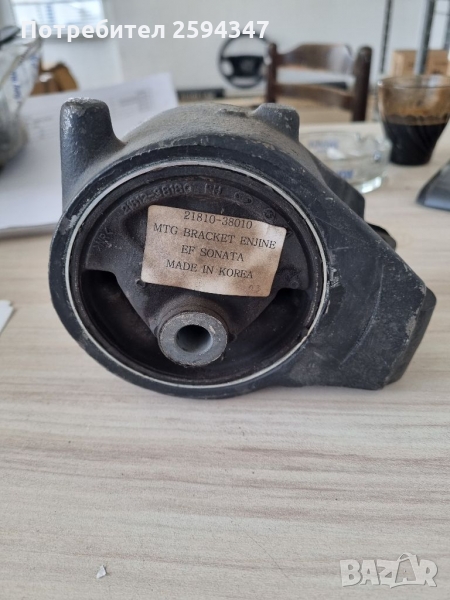 Потребител 2594347
21810-38010
MTG BRACKET ENJINE
EF SONATA
MADE IN KOREA
BAZAR